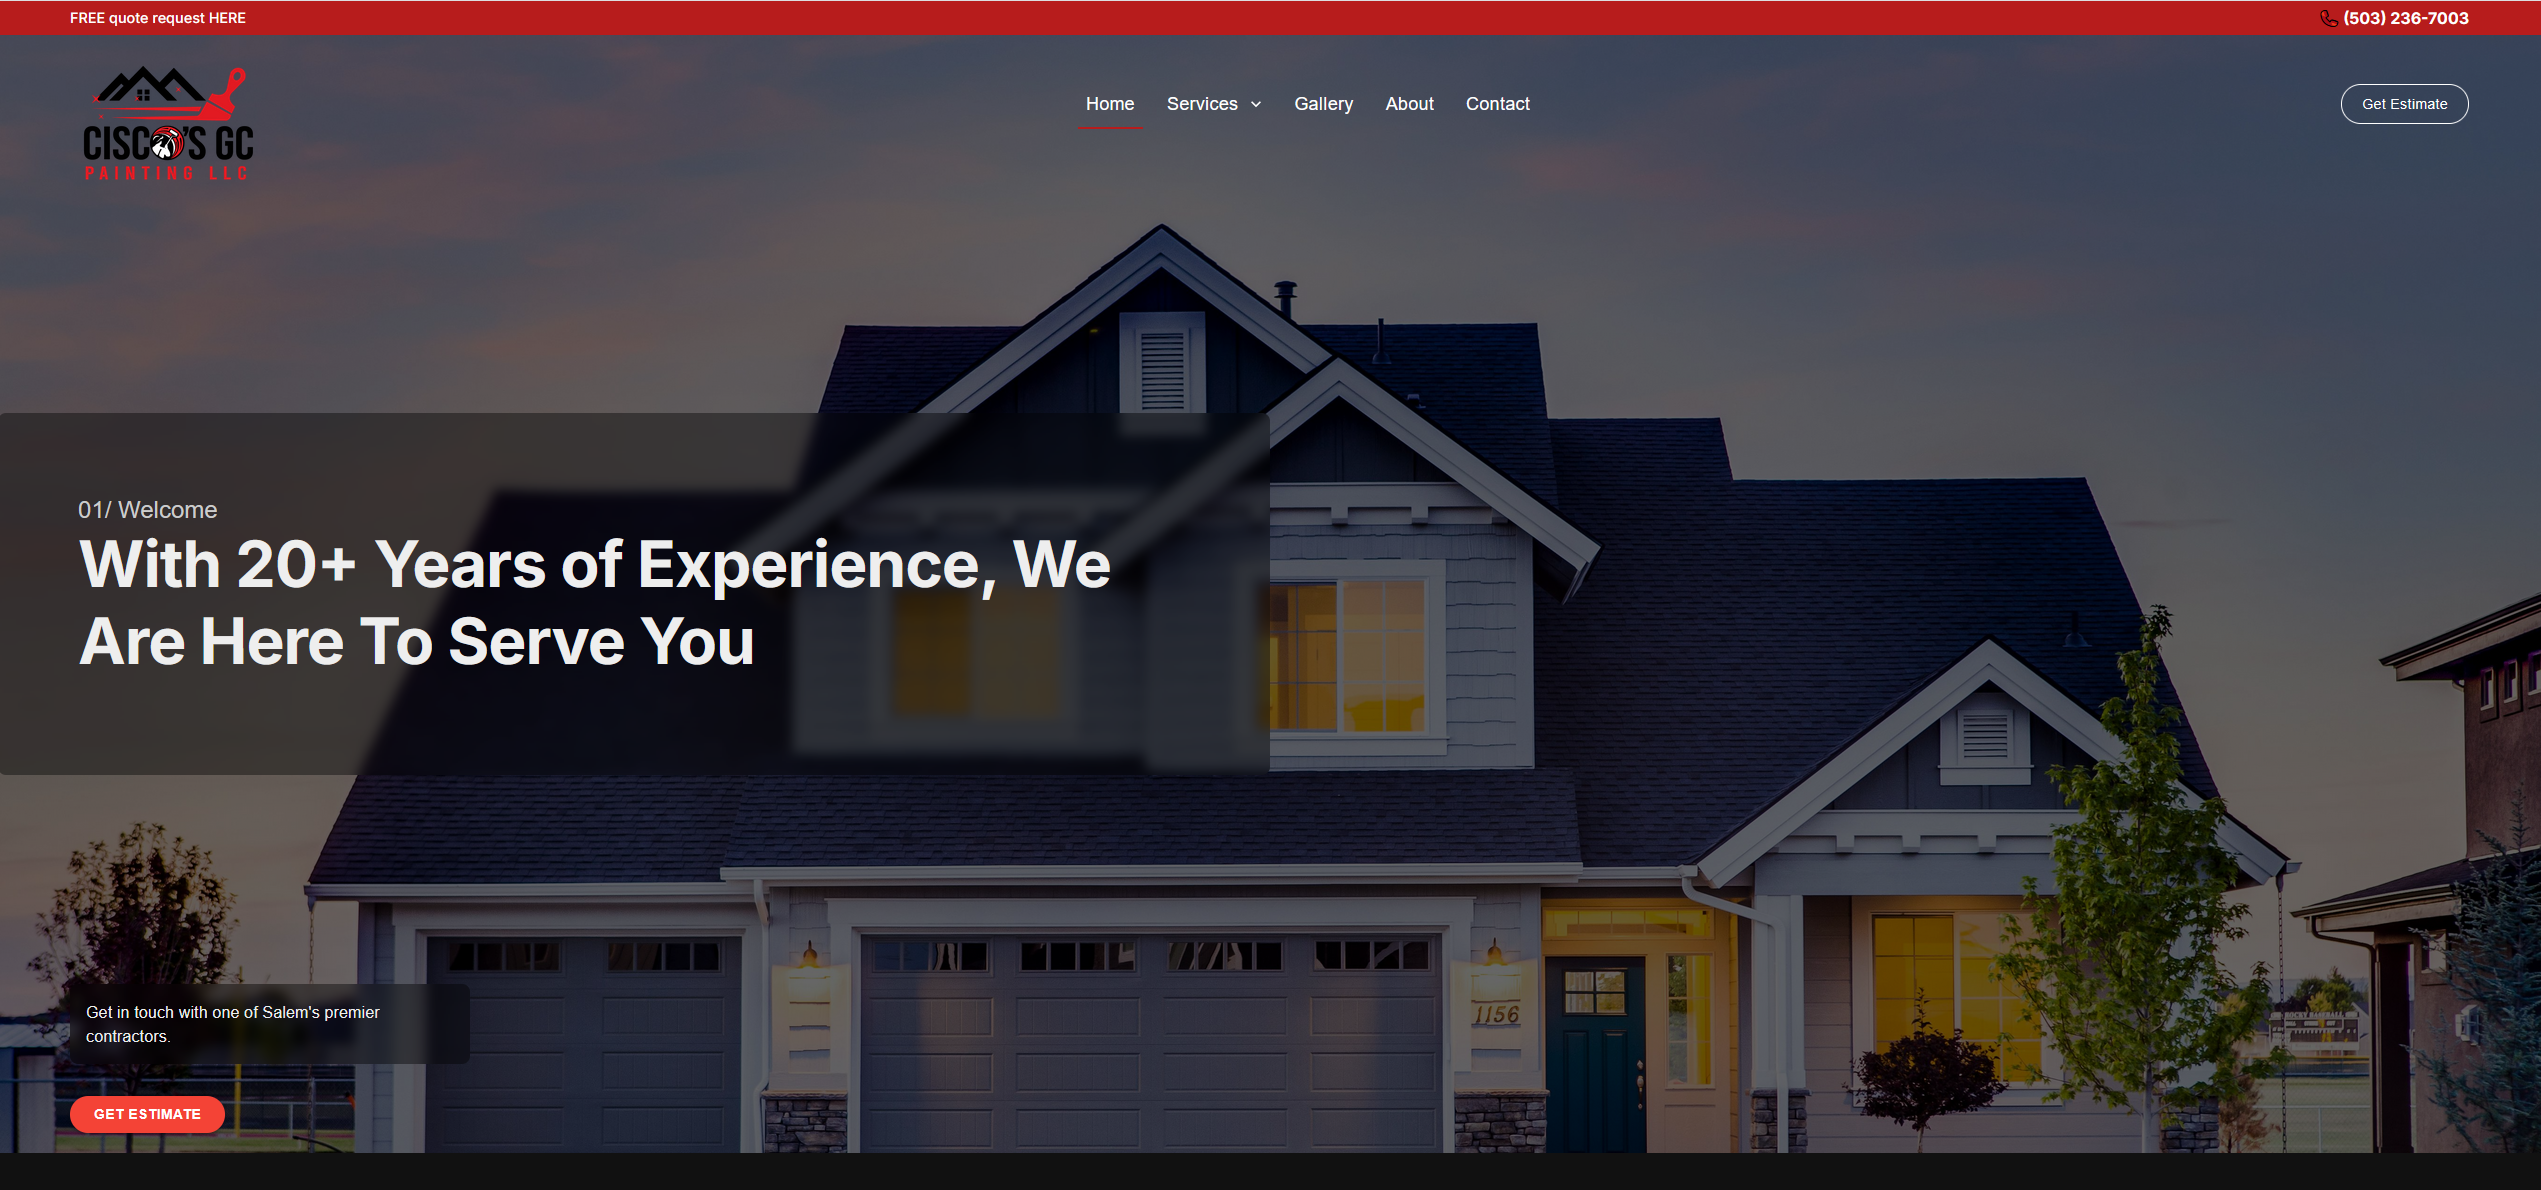 FREE quote request HERE
(503) 236-7003
CISCO'S GC
PAINTING LLC
Home
Services
Gallery
About
Contact
Get Estimate
01/ Welcome
With 20+ Years of Experience, We
Are Here To Serve You
1156
Get in touch with one of Salem's premier
contractors.
GET ESTIMATE